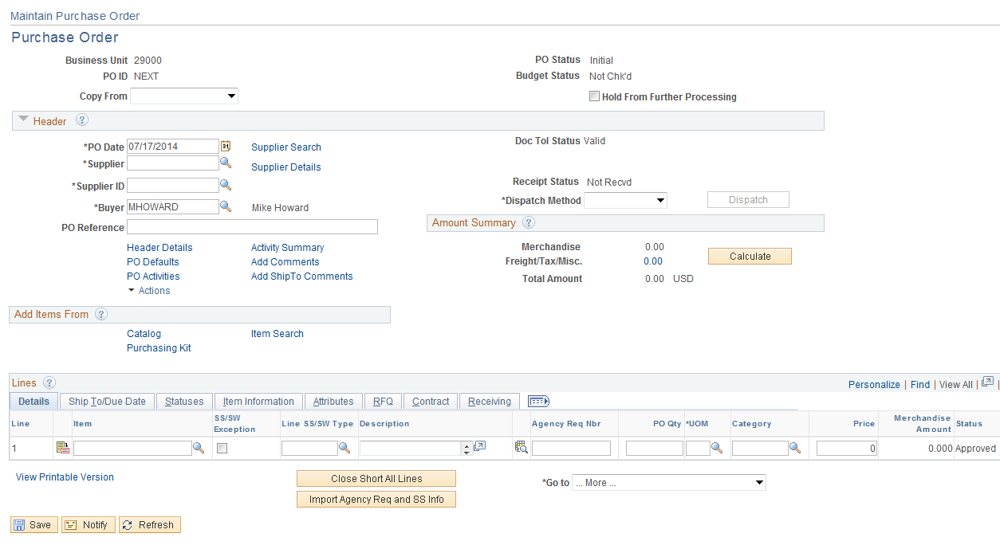 Maintain Purchase Order
Purchase Order
Business Unit 29000
PO Status Initial
PO ID NEXT
Budget Status Not Chk'd
Copy From
Hold From Further Processing
Header ?
*PO Date 07/17/2014 31 Supplier Search
Doc Tol Status Valid
*Supplier
Supplier Details
*Supplier ID
Receipt Status Not Recvd
*Dispatch Method Dispatch
*Buyer MHOWARD Mike Howard
PO Reference
Amount Summary ?
Header Details Activity Summary
Merchandise 0.00
PO Defaults Add Comments
Freight/Tax/Misc. 0.00
Calculate
PO Activities Add ShipTo Comments
Total Amount 0.00 USD
Actions
Add Items From ?
Catalog Item Search
Purchasing Kit
Lines ?
Personalize | Find | View All | |
Details Ship To/Due Date Statuses Item Information Attributes RFQ Contract Receiving
Line Item SS/SW Exception Line SS/SW Type Description Agency Req Nbr PO Qty *UOM Category Price Merchandise Amount Status
1 0 0.000 Approved
View Printable Version
Close Short All Lines
*Go to ... More ...
Import Agency Req and SS Info
Save Notify Refresh